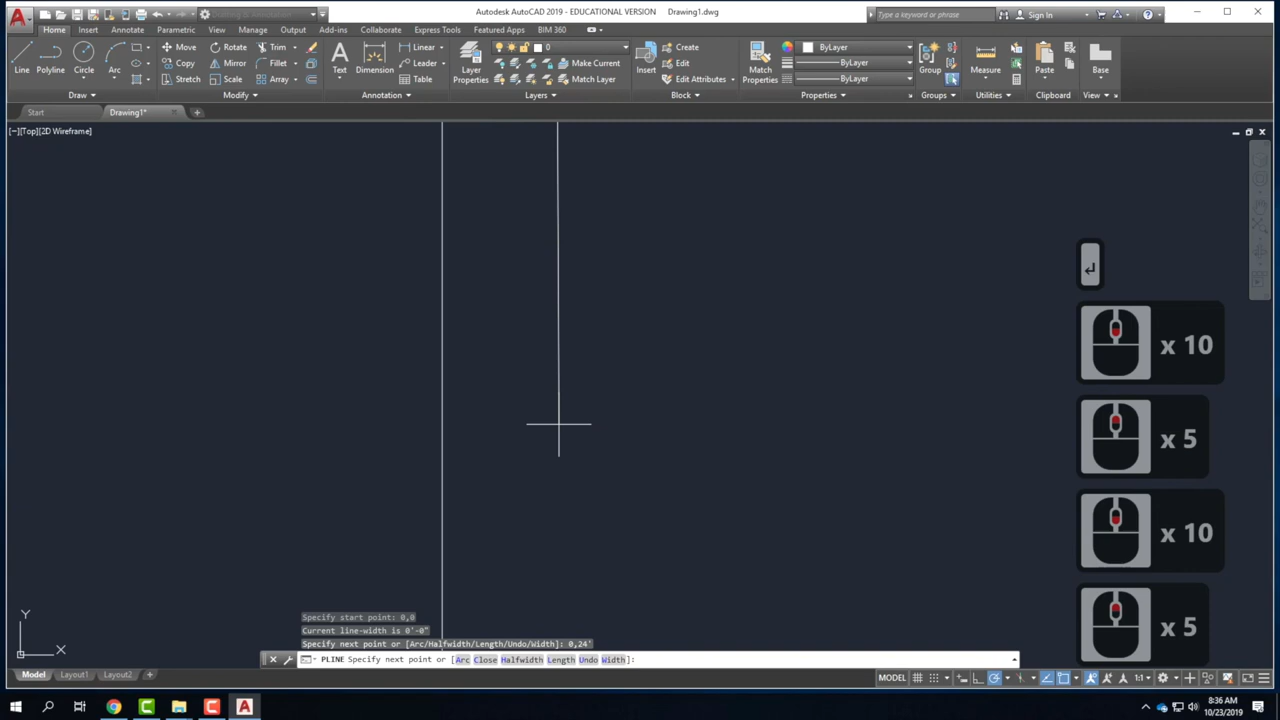 Autodesk AutoCAD 2019 - EDUCATIONAL VERSION Drawing1.dwg
Type a keyword or phrase
Sign In
Home Insert Annotate Parametric View Manage Output Add-ins Collaborate Express Tools Featured Apps BIM 360
Line Polyline Circle Arc
Move Rotate Trim
Copy Mirror Fillet
Stretch Scale Array
Text Dimension
Linear
Leader
Table
Layer Properties
0
Make Current
Match Layer
Insert
Create
Edit
Edit Attributes
Match Properties
ByLayer
ByLayer
ByLayer
Group
Measure
Paste
Base
Draw Modify Annotation Layers Block Properties Groups Utilities Clipboard View
Start Drawing1*
[−][Top][2D Wireframe]
x 10
x 5
x 10
x 5
Y
X
Specify start point: 0,0
Current line-width is 0'-0"
Specify next point or [Arc/Halfwidth/Length/Undo/Width]: 0,24'
PLINE Specify next point or [Arc Close Halfwidth Length Undo Width]:
Model Layout1 Layout2
MODEL
1:1
8:36 AM
10/23/2019